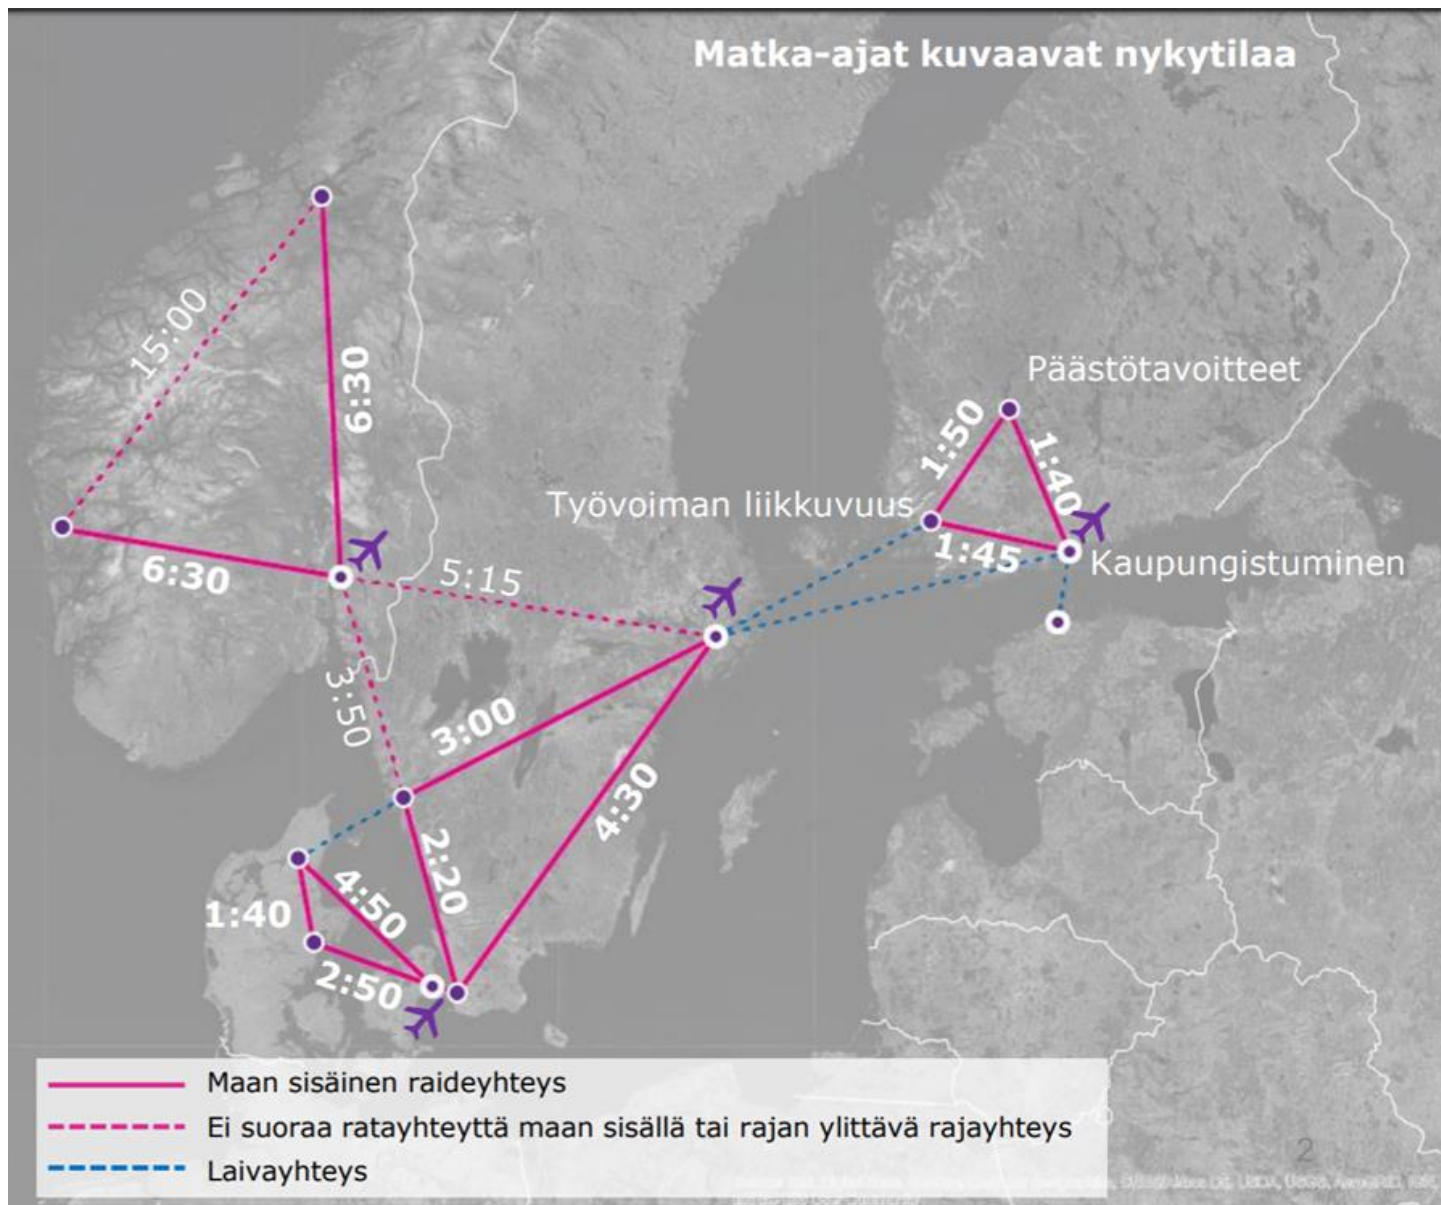 Matka-ajat kuvaavat nykytilaa
15:00
6:30
Päästötavoitteet
1:50
1:40
Työvoiman liikkuvuus
1:45
Kaupungistuminen
6:30
5:15
3:50
3:00
4:30
2:20
4:50
1:40
2:50
Maan sisäinen raideyhteys
Ei suoraa ratayhteyttä maan sisällä tai rajan ylittävä rajayhteys
Laivayhteys
2